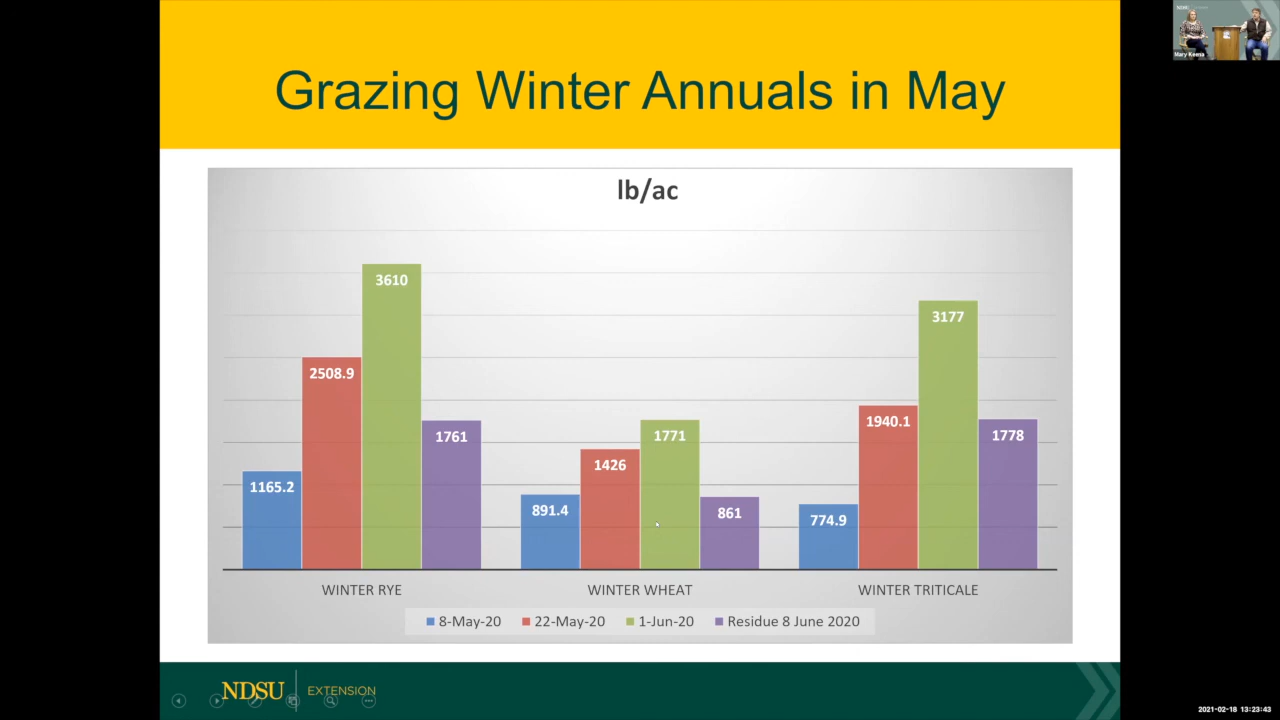 NDSU
Mary Keena
Grazing Winter Annuals in May
lb/ac
3610
3177
2508.9
1940.1
1761
1771
1778
1426
1165.2
891.4
861
774.9
WINTER RYE
WINTER WHEAT
WINTER TRITICALE
8-May-20
22-May-20
1-Jun-20
Residue 8 June 2020
NDSU
EXTENSION
2021-02-18 13:23:43